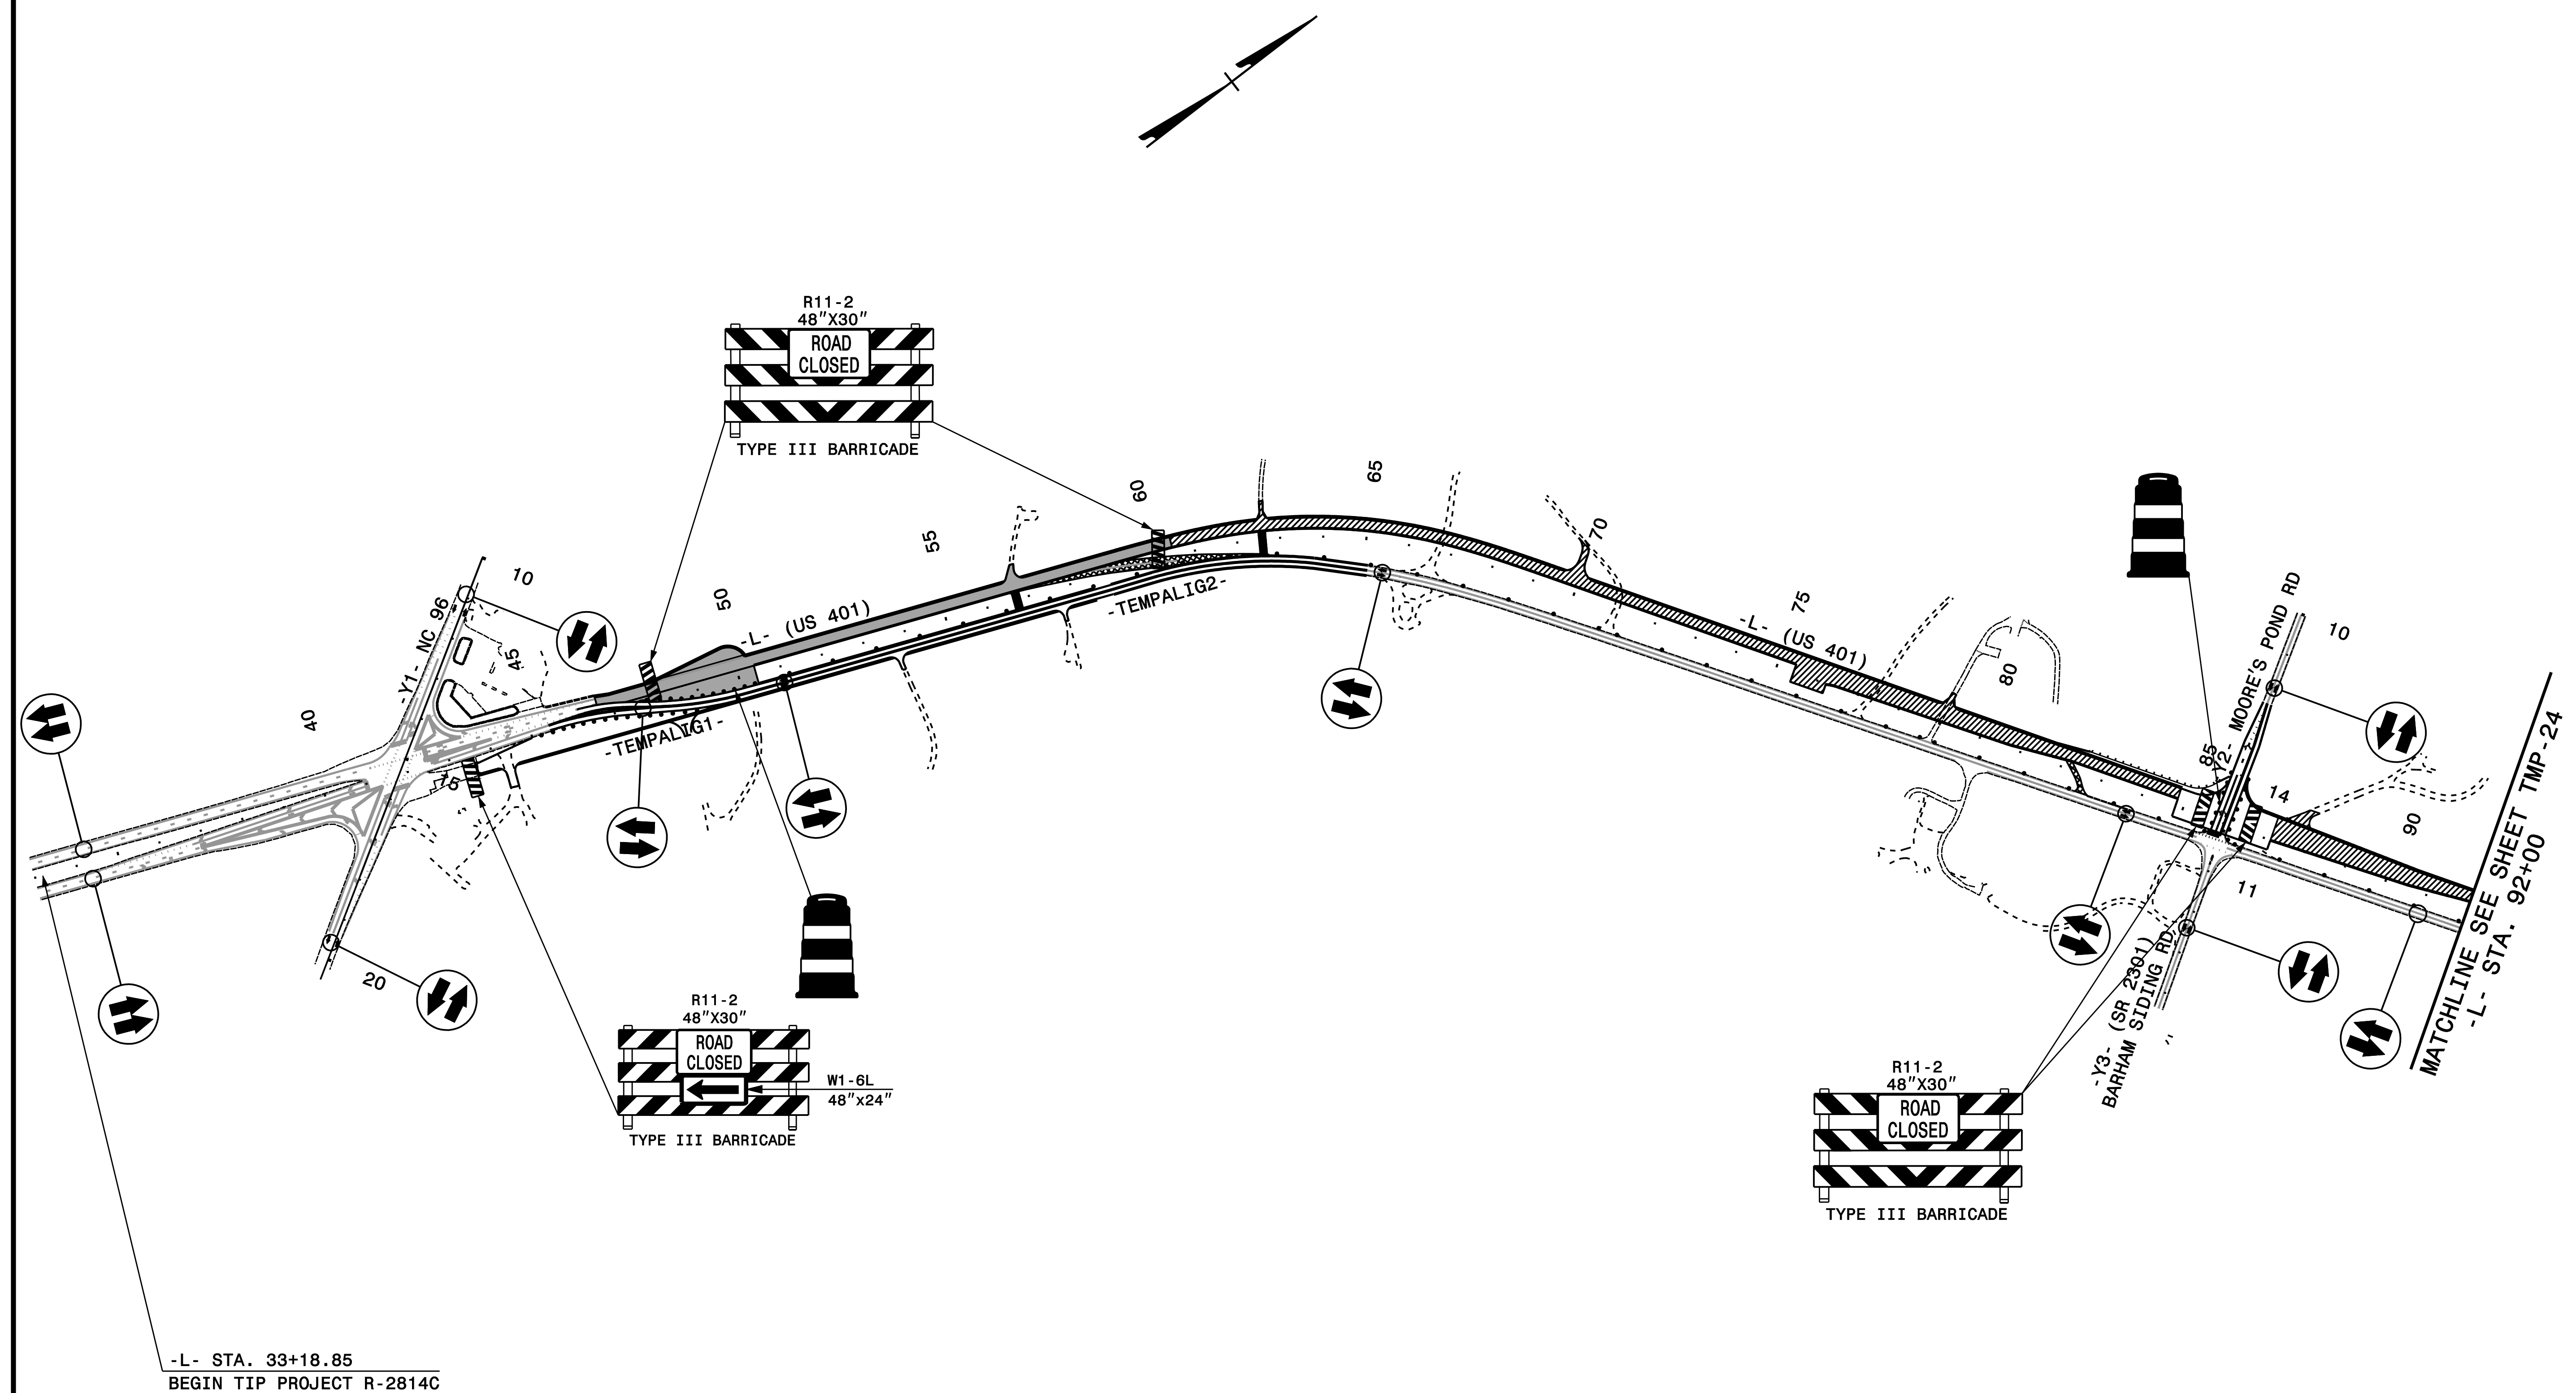 R11-2
48"X30"
ROAD
CLOSED
TYPE III BARRICADE
60
65
55
70
10
50
-L- (US 401)
-TEMPALIG2-
-Y1- NC 96
45
75
-L- (US 401)
80
85
-Y2- MOORE'S POND RD
10
14
90
40
-TEMPALIG1-
15
20
11
-Y3- (SR 2301)
BARHAM SIDING RD
MATCHLINE SEE SHEET TMP-24
-L- STA. 92+00
R11-2
48"X30"
ROAD
CLOSED
W1-6L
48"x24"
TYPE III BARRICADE
R11-2
48"X30"
ROAD
CLOSED
TYPE III BARRICADE
-L- STA. 33+18.85
BEGIN TIP PROJECT R-2814C